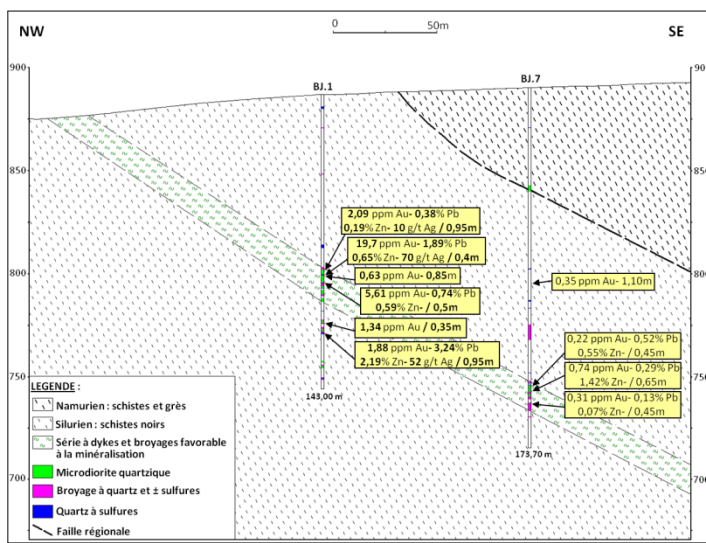 NW
0 50m
SE
900
850
800
750
700
BJ.1
BJ.7
900
850
800
750
700
2,09 ppm Au- 0,38% Pb
0,19% Zn- 10 g/t Ag / 0,95m
19,7 ppm Au- 1,89% Pb
0,65% Zn- 70 g/t Ag / 0,4m
0,63 ppm Au- 0,85m
5,61 ppm Au- 0,74% Pb
0,59% Zn- / 0,5m
1,34 ppm Au / 0,35m
1,88 ppm Au- 3,24% Pb
2,19% Zn- 52 g/t Ag / 0,95m
143,00 m
0,35 ppm Au- 1,10m
0,22 ppm Au- 0,52% Pb
0,55% Zn- / 0,45m
0,74 ppm Au- 0,29% Pb
1,42% Zn- / 0,65m
0,31 ppm Au- 0,13% Pb
0,07% Zn- / 0,45m
173,70 m
LEGENDE :
Namurien : schistes et grès
Silurien : schistes noirs
Série à dykes et broyages favorable
à la minéralisation
Microdiorite quartzique
Broyage à quartz et ± sulfures
Quartz à sulfures
Faille régionale